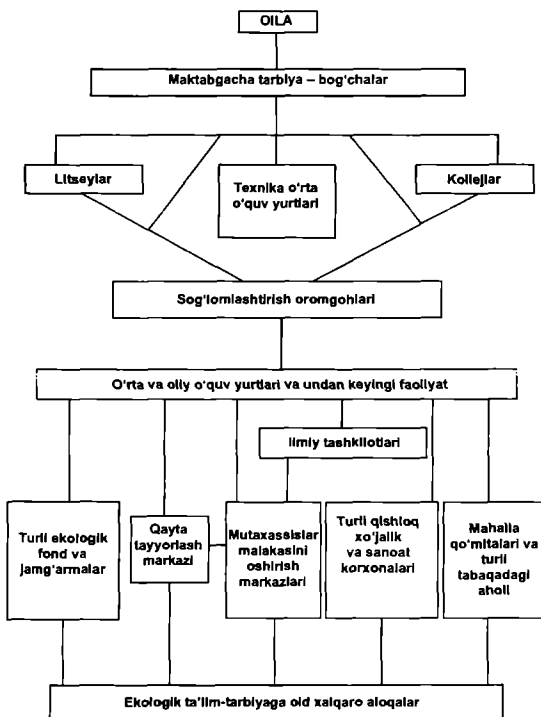 OILA
Maktabgacha tarbiya – bog‘chalar
Litseylar
Texnika o‘rta
o‘quv yurtlari
Kollejlar
Sog‘lomlashtirish oromgohlari
O‘rta va oliy o‘quv yurtlari va undan keyingi faoliyat
Ilmiy tashkilotlari
Turli ekologik
fond va
jamg‘armalar
Qayta
tayyorlash
markazi
Mutaxassislar
malakasini
oshirish
markazlari
Turli qishloq
xo‘jalik
va sanoat
korxonalari
Mahalla
qo‘mitalari va
turli
tabaqadagi
aholi
Ekologik ta’lim-tarbiyaga oid xalqaro aloqalar